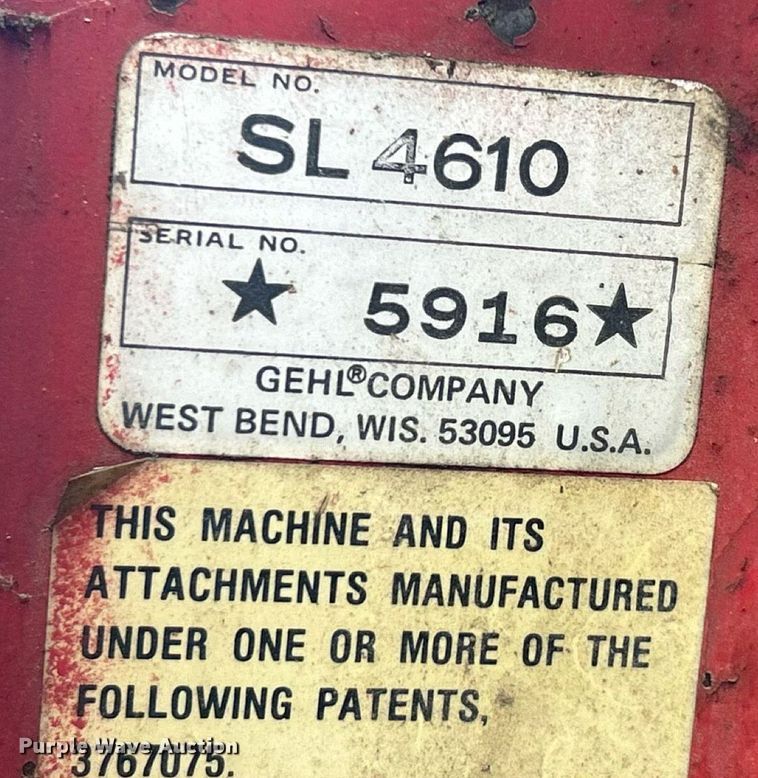 MODEL NO.
SL 4610
SERIAL NO.
★ 5916★
GEHL® COMPANY
WEST BEND, WIS. 53095 U.S.A.
THIS MACHINE AND ITS
ATTACHMENTS MANUFACTURED
UNDER ONE OR MORE OF THE
FOLLOWING PATENTS,
3767075.
Purple Wave Auction